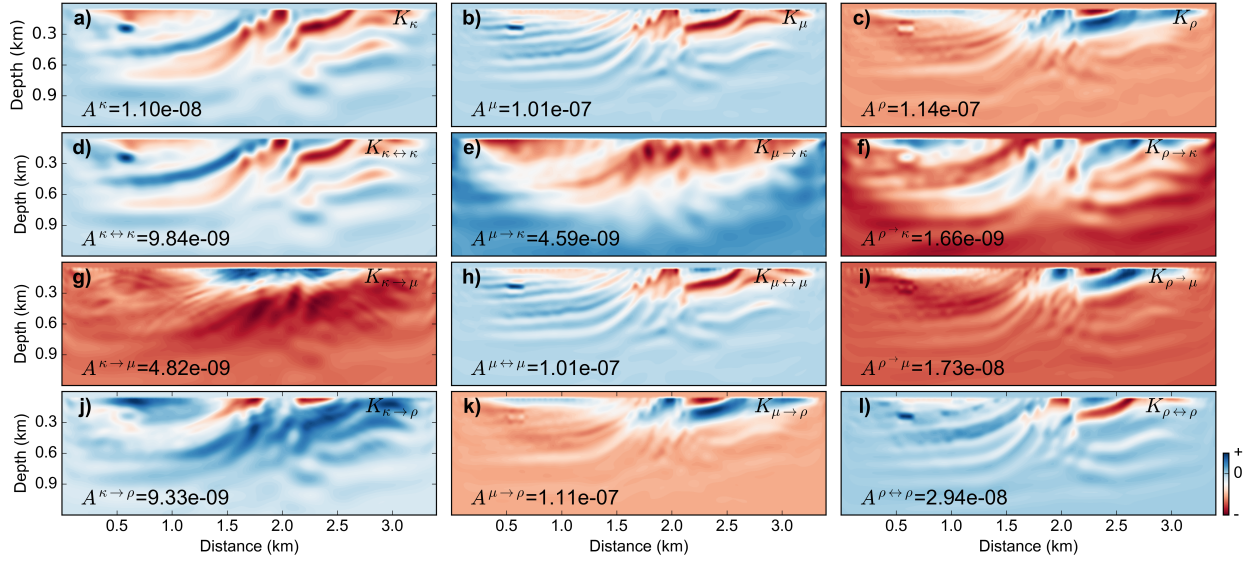 a) K_κ
b) K_μ
c) K_ρ
Depth (km)
0.3
0.6
0.9
A^κ=1.10e-08
A^μ=1.01e-07
A^ρ=1.14e-07
d) K_κ↔κ
e) K_μ→κ
f) K_ρ→κ
Depth (km)
0.3
0.6
0.9
A^κ↔κ=9.84e-09
A^μ→κ=4.59e-09
A^ρ→κ=1.66e-09
g) K_κ→μ
h) K_μ↔μ
i) K_ρ→μ
Depth (km)
0.3
0.6
0.9
A^κ→μ=4.82e-09
A^μ↔μ=1.01e-07
A^ρ→μ=1.73e-08
j) K_κ→ρ
k) K_μ→ρ
l) K_ρ↔ρ
Depth (km)
0.3
0.6
0.9
A^κ→ρ=9.33e-09
A^μ→ρ=1.11e-07
A^ρ↔ρ=2.94e-08
+
0
-
0.5 1.0 1.5 2.0 2.5 3.0
0.5 1.0 1.5 2.0 2.5 3.0
0.5 1.0 1.5 2.0 2.5 3.0
Distance (km)
Distance (km)
Distance (km)